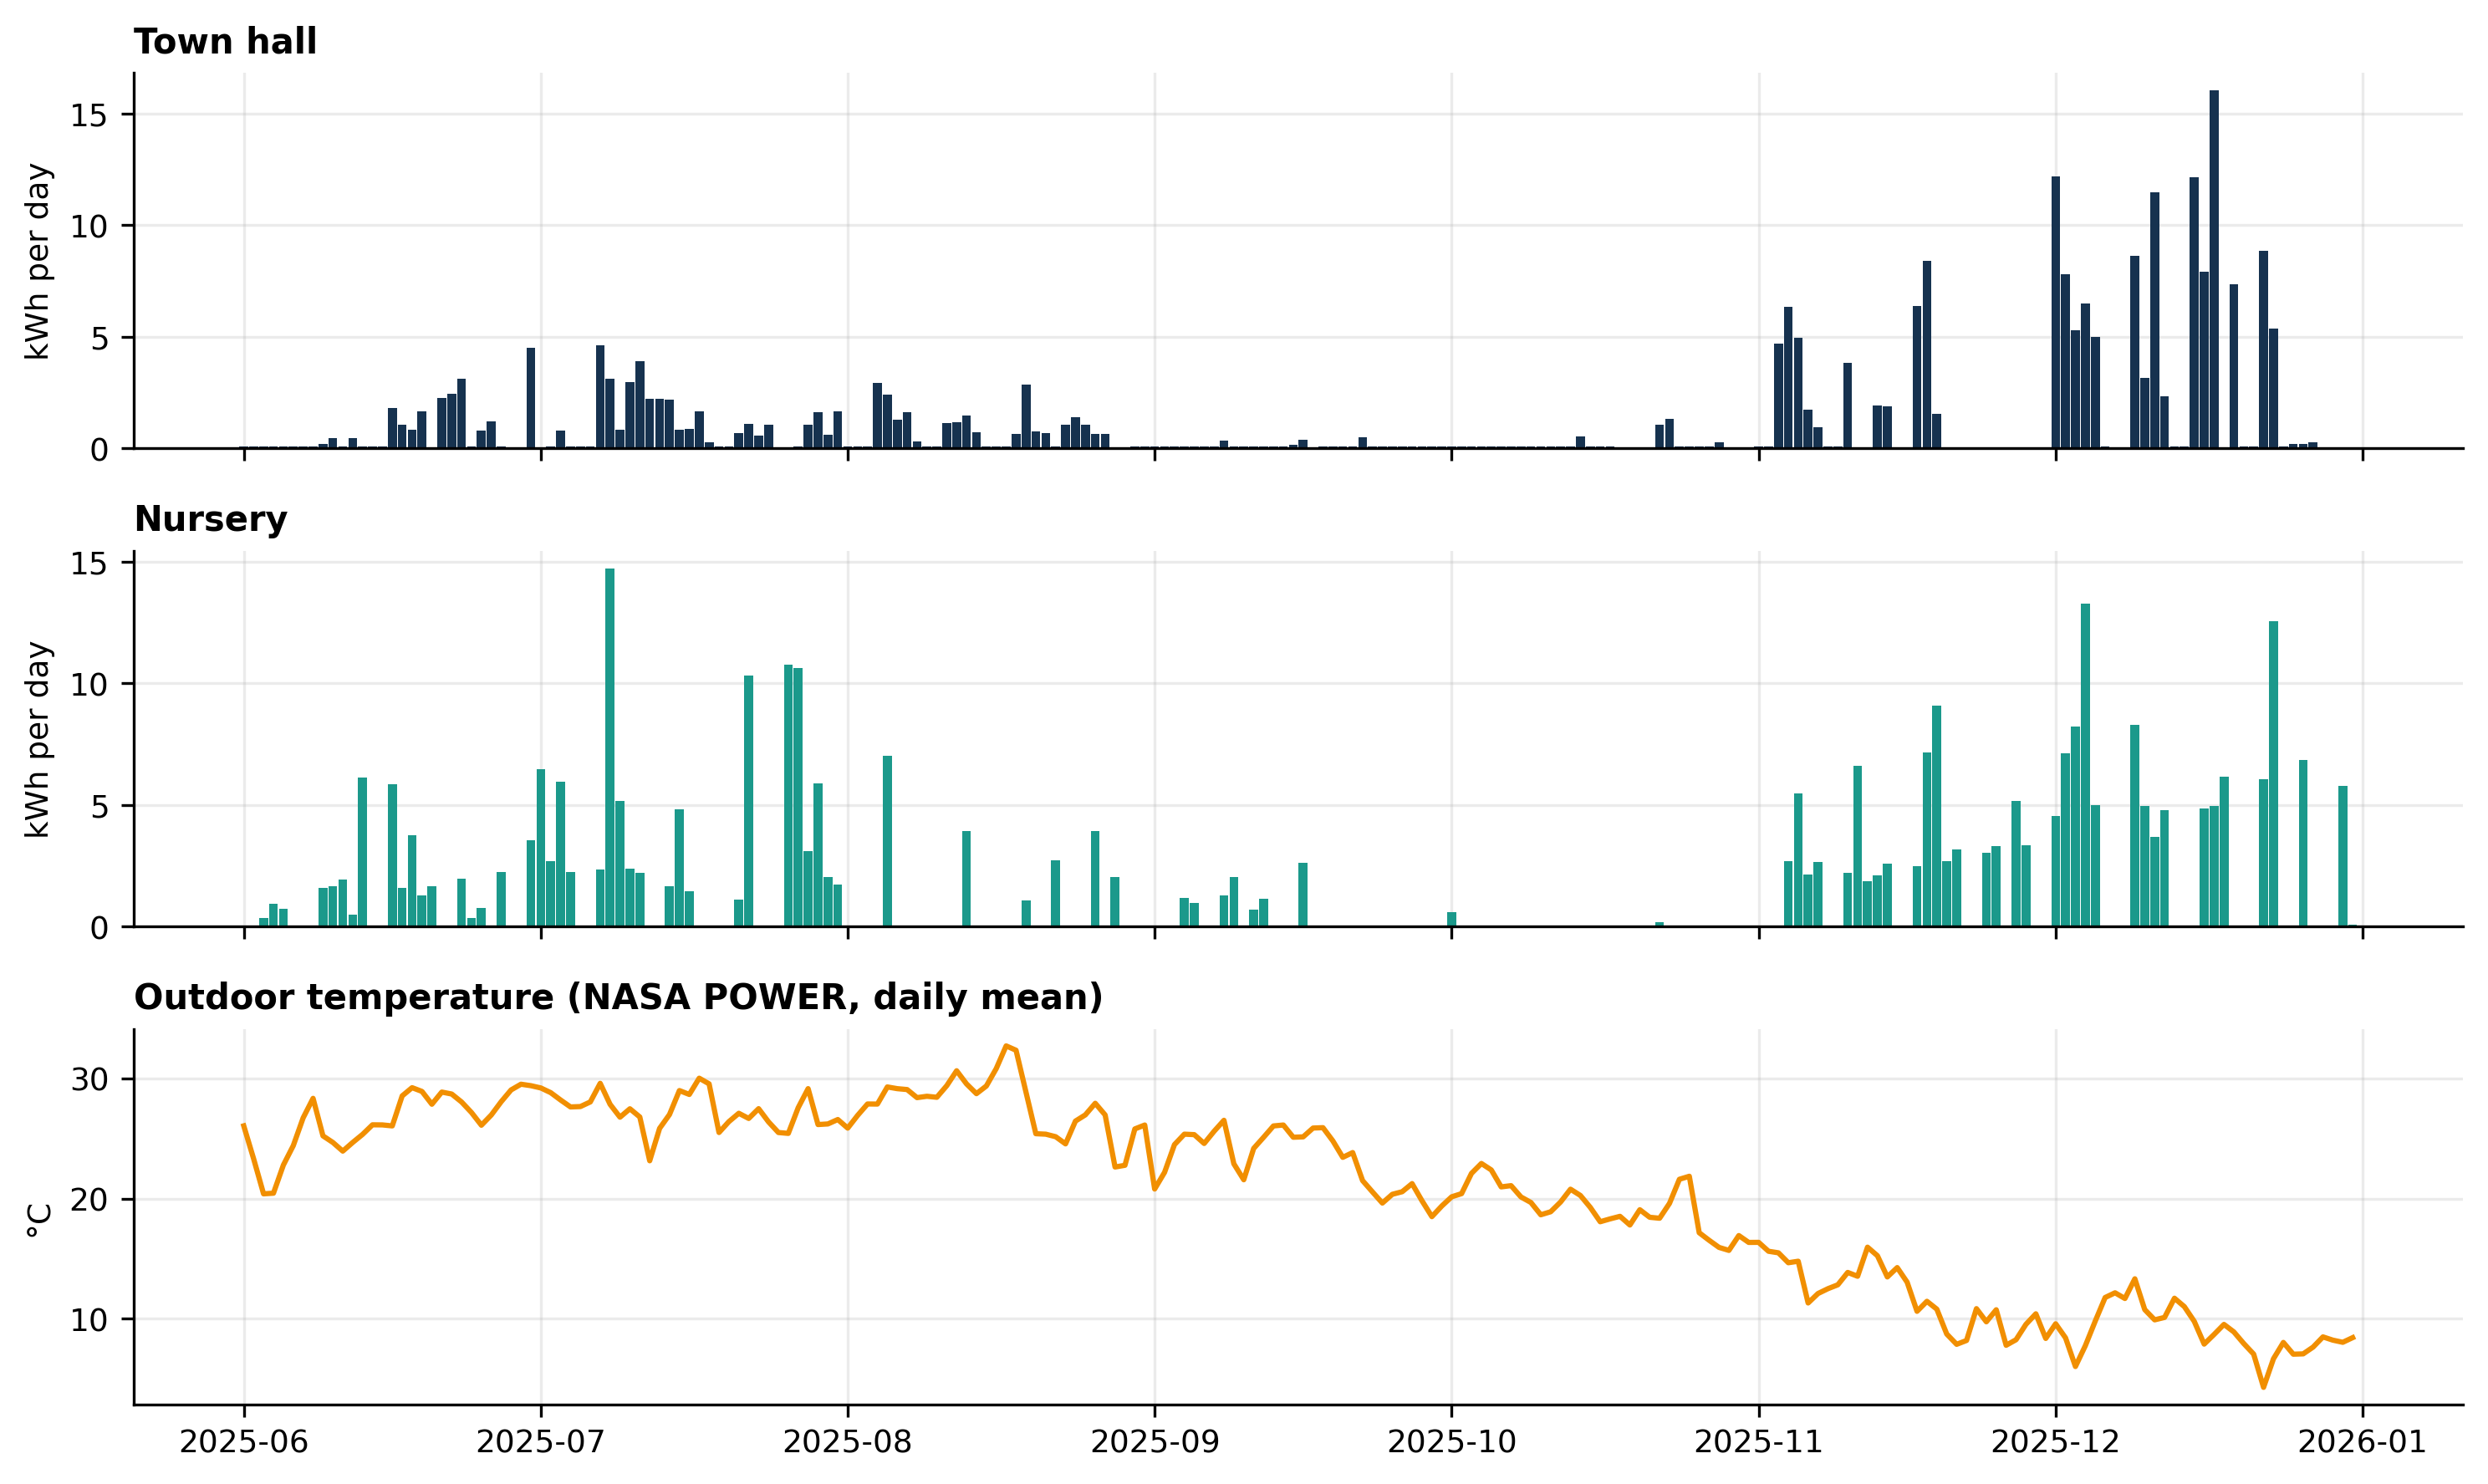 Town hall
kWh per day
15
10
5
0
Nursery
kWh per day
15
10
5
0
Outdoor temperature (NASA POWER, daily mean)
°C
30
20
10
2025-06 2025-07 2025-08 2025-09 2025-10 2025-11 2025-12 2026-01